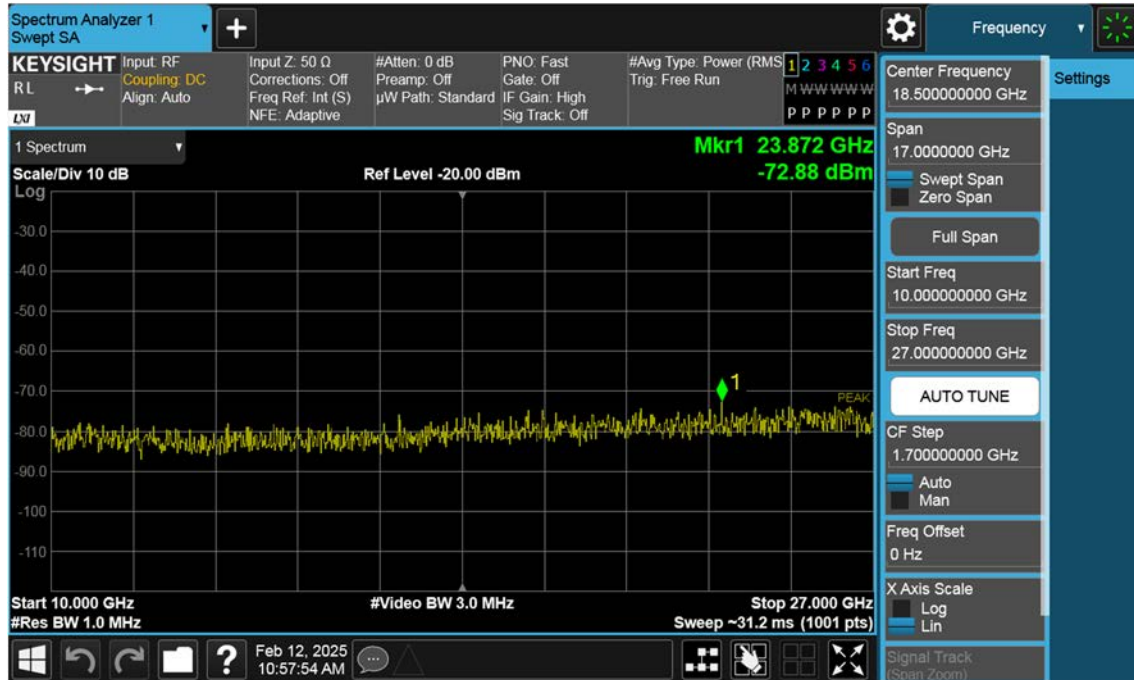 Spectrum Analyzer 1
Swept SA
Frequency
KEYSIGHT
R L
LXI
Input: RF
Coupling: DC
Align: Auto
Input Z: 50 Ω
Corrections: Off
Freq Ref: Int (S)
NFE: Adaptive
#Atten: 0 dB
Preamp: Off
µW Path: Standard
PNO: Fast
Gate: Off
IF Gain: High
Sig Track: Off
#Avg Type: Power (RMS
Trig: Free Run
1 2 3 4 5 6
M W W W W W
P P P P P P
1 Spectrum
Mkr1 23.872 GHz
-72.88 dBm
Scale/Div 10 dB
Ref Level -20.00 dBm
Log
-30.0
-40.0
-50.0
-60.0
-70.0
-80.0
-90.0
-100
-110
1
PEAK
Start 10.000 GHz
#Video BW 3.0 MHz
Stop 27.000 GHz
#Res BW 1.0 MHz
Sweep ~31.2 ms (1001 pts)
?
Feb 12, 2025
10:57:54 AM
Center Frequency
18.500000000 GHz
Span
17.0000000 GHz
Swept Span
Zero Span
Full Span
Start Freq
10.000000000 GHz
Stop Freq
27.000000000 GHz
AUTO TUNE
CF Step
1.700000000 GHz
Auto
Man
Freq Offset
0 Hz
X Axis Scale
Log
Lin
Signal Track
(Span Zoom)
Settings